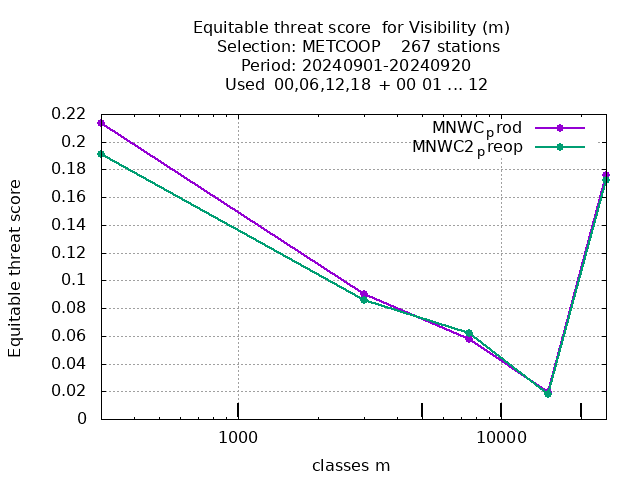 Equitable threat score  for Visibility (m)
Selection: METCOOP    267 stations
Period: 20240901-20240920
Used  00,06,12,18  + 00 01 ... 12
MNWCprod
MNWC2preop
Equitable threat score
0.22
0.2
0.18
0.16
0.14
0.12
0.1
0.08
0.06
0.04
0.02
0
1000
10000
classes m